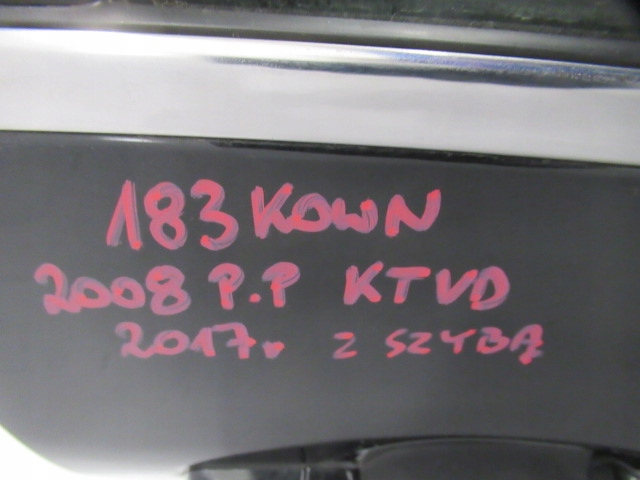 183 KOWN
2008 P.P KTVD
2017r Z SZYBĄ